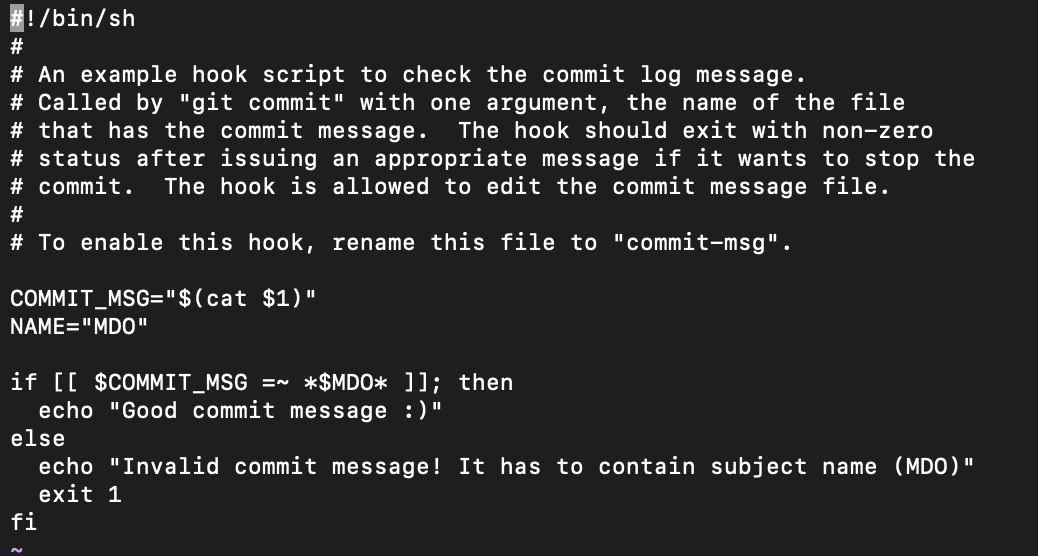 #!/bin/sh
#
# An example hook script to check the commit log message.
# Called by "git commit" with one argument, the name of the file
# that has the commit message.  The hook should exit with non-zero
# status after issuing an appropriate message if it wants to stop the
# commit.  The hook is allowed to edit the commit message file.
#
# To enable this hook, rename this file to "commit-msg".

COMMIT_MSG="$(cat $1)"
NAME="MDO"

if [[ $COMMIT_MSG =~ *$MDO* ]]; then
  echo "Good commit message :)"
else
  echo "Invalid commit message! It has to contain subject name (MDO)"
  exit 1
fi
~